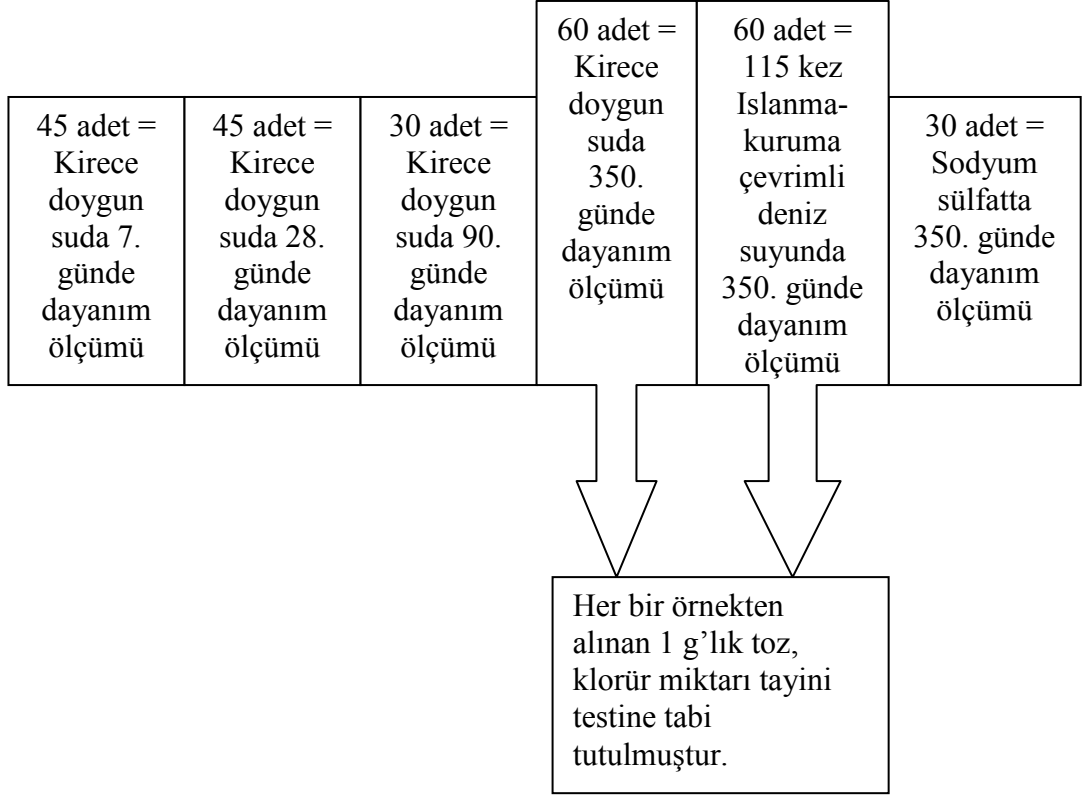 45 adet =
Kirece
doygun
suda 7.
günde
dayanım
ölçümü
45 adet =
Kirece
doygun
suda 28.
günde
dayanım
ölçümü
30 adet =
Kirece
doygun
suda 90.
günde
dayanım
ölçümü
60 adet =
Kirece
doygun
suda
350.
günde
dayanım
ölçümü
60 adet =
115 kez
Islanma-
kuruma
çevrimli
deniz
suyunda
350. günde
dayanım
ölçümü
30 adet =
Sodyum
sülfatta
350. günde
dayanım
ölçümü
Her bir örnekten
alınan 1 g’lık toz,
klorür miktarı tayini
testine tabi
tutulmuştur.